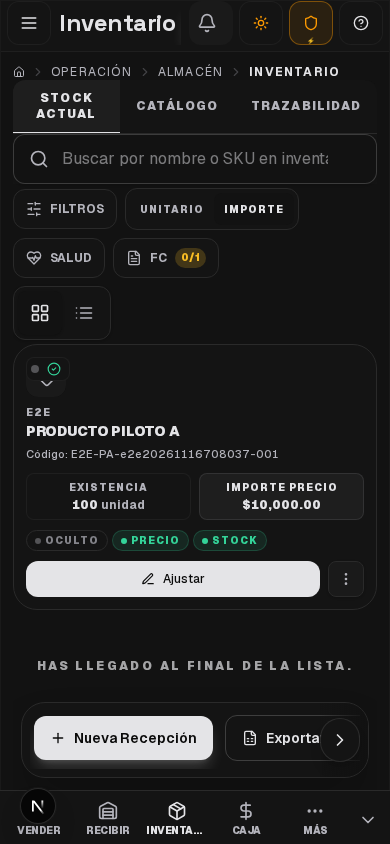 Inventario
OPERACIÓN ALMACÉN INVENTARIO
STOCK
ACTUAL
CATÁLOGO
TRAZABILIDAD
Buscar por nombre o SKU en inventa
FILTROS
UNITARIO IMPORTE
SALUD
FC 0/1
E2E
PRODUCTO PILOTO A
Código: E2E-PA-e2e20261116708037-001
EXISTENCIA
100 unidad
IMPORTE PRECIO
$10,000.00
OCULTO PRECIO STOCK
Ajustar
HAS LLEGADO AL FINAL DE LA LISTA.
Nueva Recepción
Exporta
N
VENDER RECIBIR INVENTA... CAJA MÁS